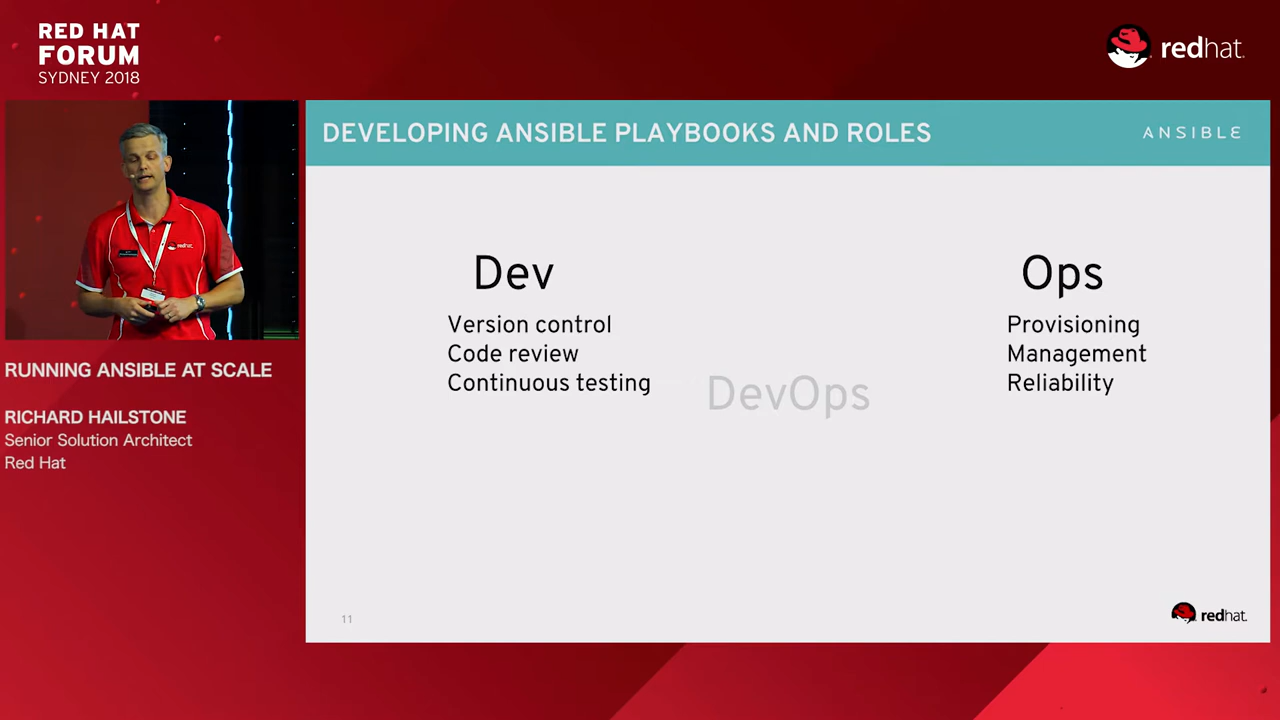 RED HAT
FORUM
SYDNEY 2018
redhat.
redhat.
RUNNING ANSIBLE AT SCALE
RICHARD HAILSTONE
Senior Solution Architect
Red Hat
DEVELOPING ANSIBLE PLAYBOOKS AND ROLES
ANSIBLE
Dev
Version control
Code review
Continuous testing
DevOps
Ops
Provisioning
Management
Reliability
11
redhat.